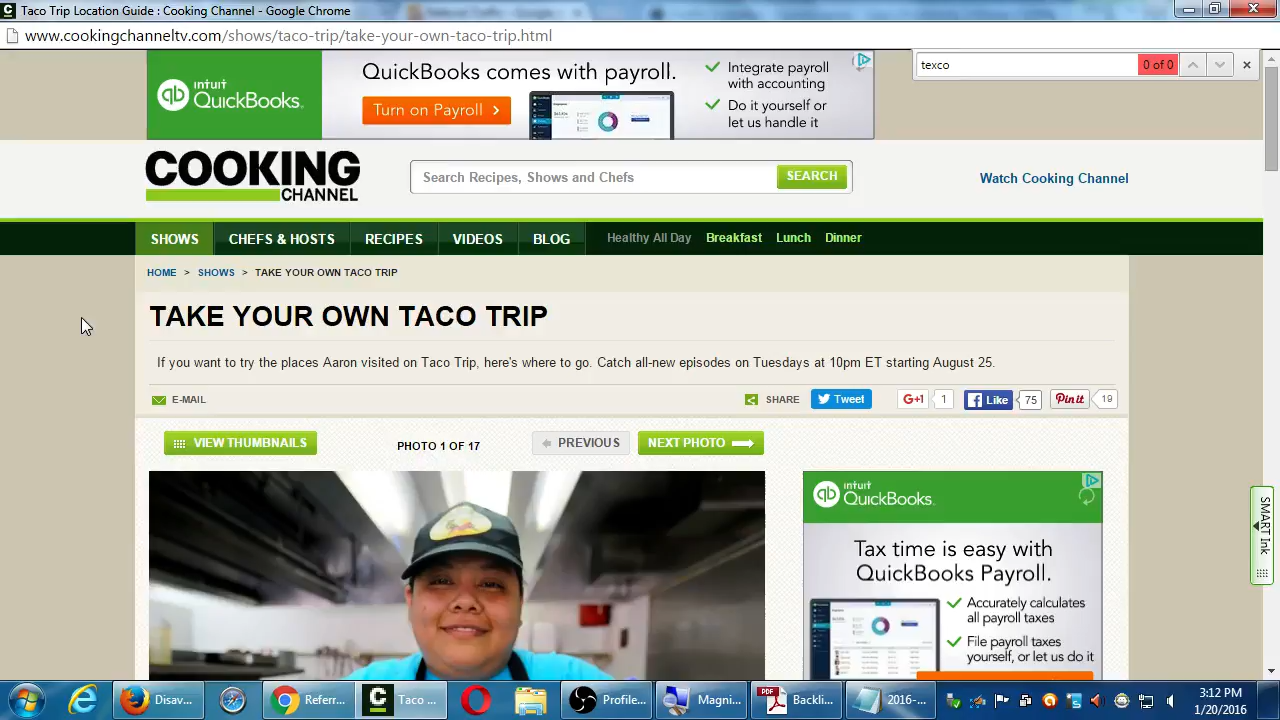 Taco Trip Location Guide : Cooking Channel - Google Chrome
www.cookingchanneltv.com/shows/taco-trip/take-your-own-taco-trip.html
texco
0 of 0
intuit
QuickBooks.
QuickBooks comes with payroll.
Turn on Payroll
Integrate payroll
with accounting
Do it yourself or
let us handle it
COOKING
CHANNEL
Search Recipes, Shows and Chefs
SEARCH
Watch Cooking Channel
SHOWS
CHEFS & HOSTS
RECIPES
VIDEOS
BLOG
Healthy All Day
Breakfast
Lunch
Dinner
HOME > SHOWS > TAKE YOUR OWN TACO TRIP
TAKE YOUR OWN TACO TRIP
If you want to try the places Aaron visited on Taco Trip, here's where to go. Catch all-new episodes on Tuesdays at 10pm ET starting August 25.
E-MAIL
SHARE
Tweet
G+1
1
Like
75
Pin it
19
VIEW THUMBNAILS
PHOTO 1 OF 17
PREVIOUS
NEXT PHOTO
intuit
QuickBooks.
Tax time is easy with
QuickBooks Payroll.
Accurately calculates
all payroll taxes
File payroll taxes
yourself, or let us do it
SMART Ink
Disav...
Referr...
Taco ...
Profile...
Magni...
Backli...
2016-...
3:12 PM
1/20/2016